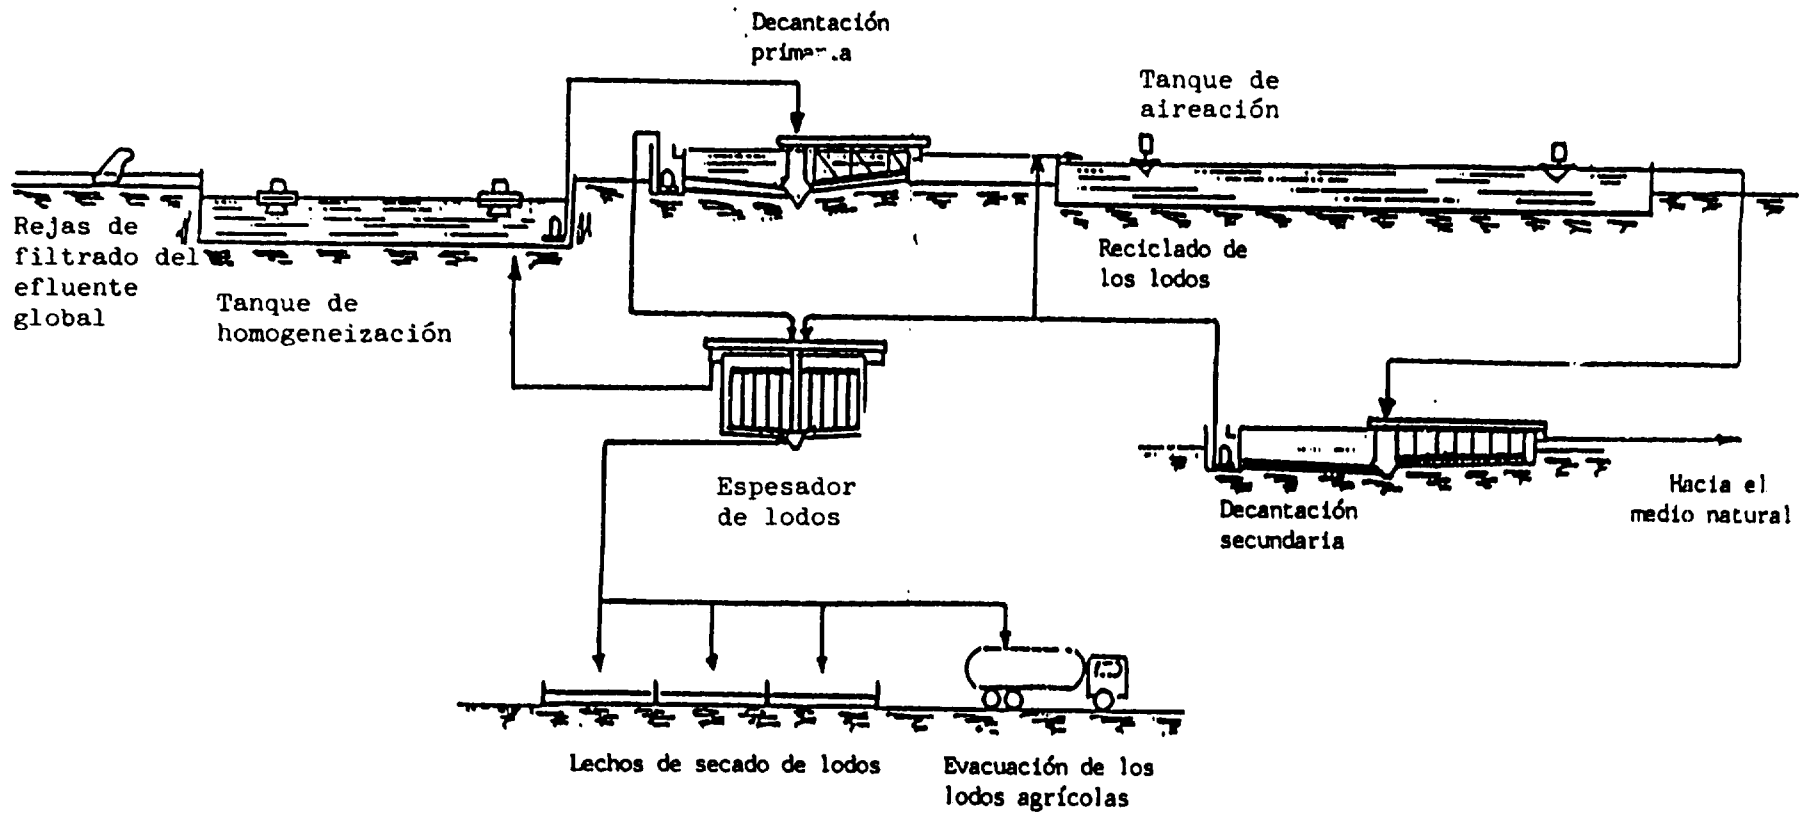 Decantación
Tanque de
aireación
Rejas de
filtrado del
efluente
global
Tanque de
homogeneización
Reciclado de
los lodos
Espesador
de lodos
Decantación
secundaria
Hacia el
medio natural
Lechos de secado de lodos
Evacuación de los
lodos agrícolas